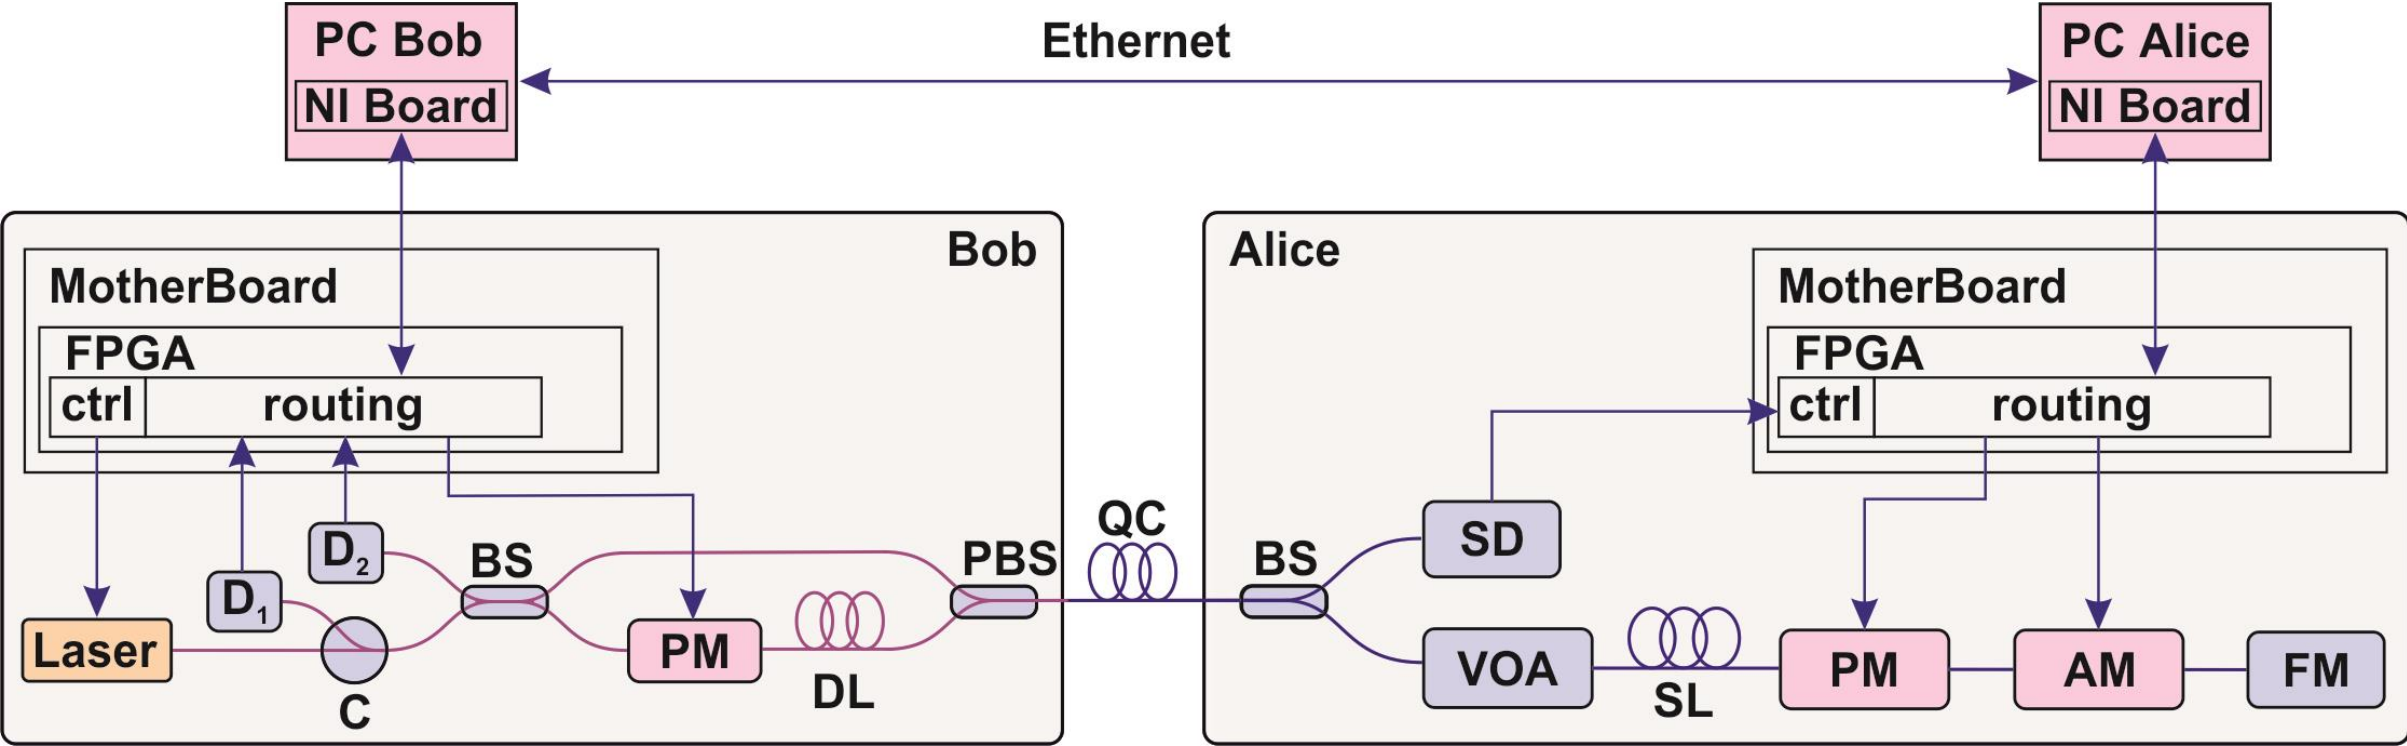 PC Bob
NI Board
Ethernet
PC Alice
NI Board
Bob
MotherBoard
FPGA
ctrl
routing
D₂
D₁
BS
PBS
Laser
C
PM
DL
QC
Alice
MotherBoard
FPGA
ctrl
routing
SD
BS
VOA
SL
PM
AM
FM